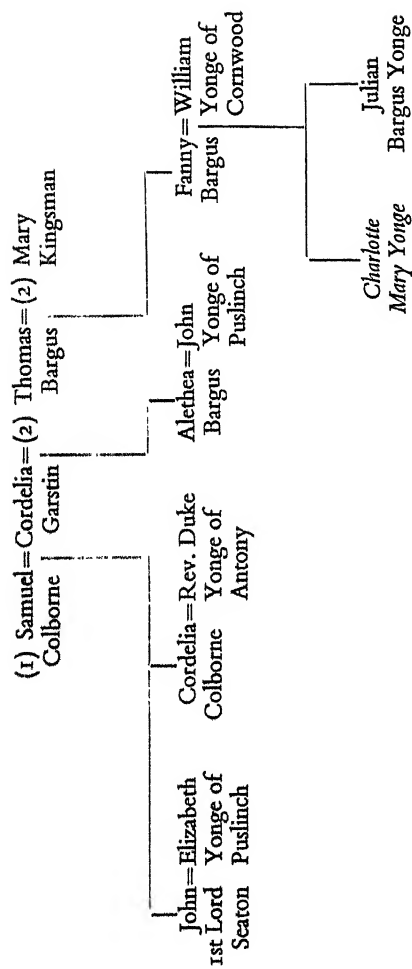 (1) Samuel=Cordelia=(2) Thomas=(2) Mary
Colborne Garstin Bargus Kingsman
John=Elizabeth Cordelia=Rev. Duke Alethea=John Fanny=William
1st Lord Yonge of Colborne Yonge of Bargus Yonge of Bargus Yonge of
Seaton Puslinch Antony Puslinch Cornwood
Charlotte Julian
Mary Yonge Bargus Yonge